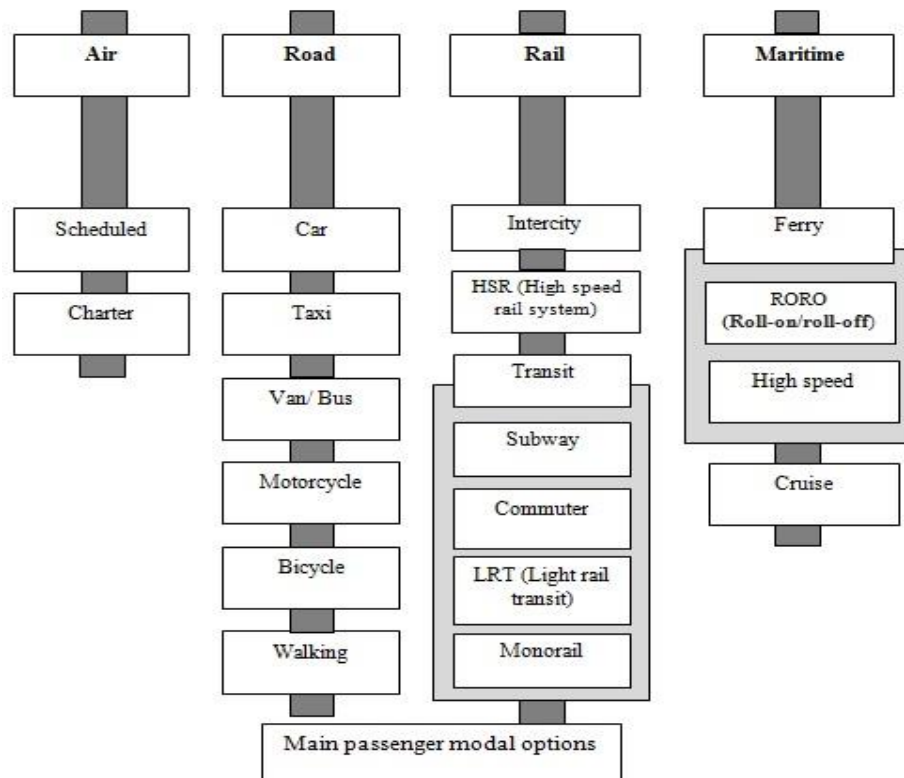 Air
Scheduled
Charter
Road
Car
Taxi
Van/ Bus
Motorcycle
Bicycle
Walking
Rail
Intercity
HSR (High speed
rail system)
Transit
Subway
Commuter
LRT (Light rail
transit)
Monorail
Maritime
Ferry
RORO
(Roll-on/roll-off)
High speed
Cruise
Main passenger modal options